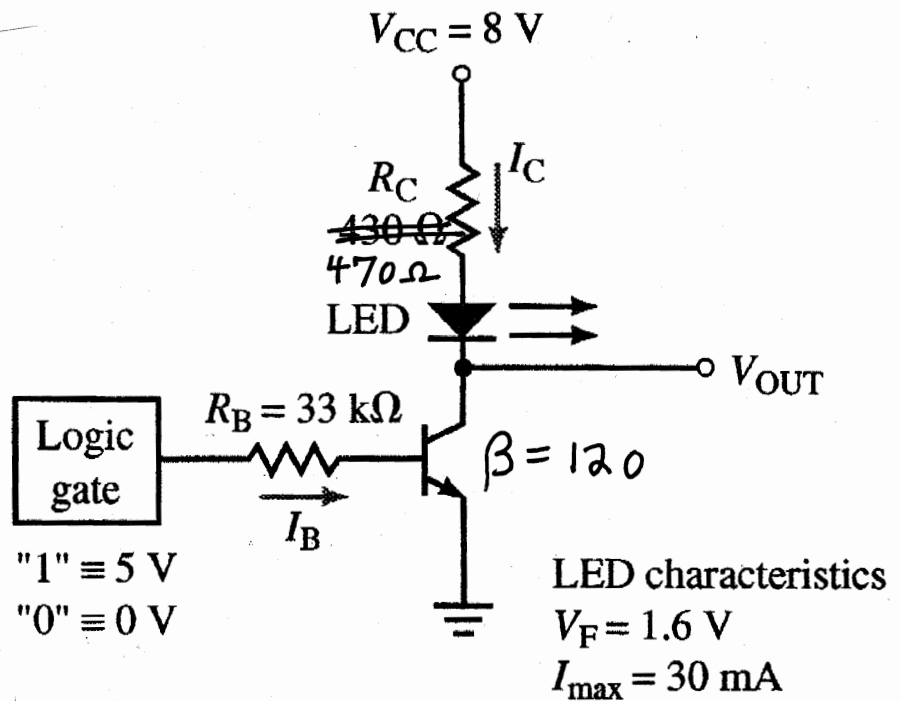 V_CC = 8 V
R_C
I_C
430 Ω
470Ω
LED
V_OUT
R_B = 33 kΩ
Logic
gate
β = 120
I_B
"1" ≡ 5 V
"0" ≡ 0 V
LED characteristics
V_F = 1.6 V
I_max = 30 mA